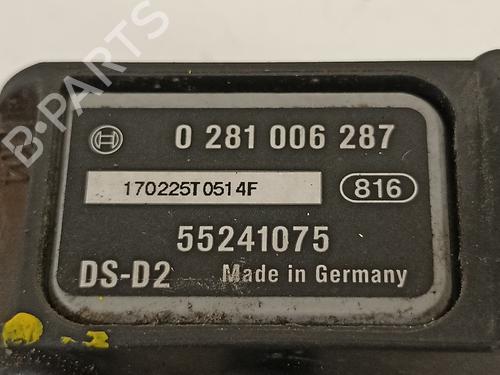 0 281 006 287
170225T0514F
816
55241075
DS-D2 Made in Germany
B-PARTS